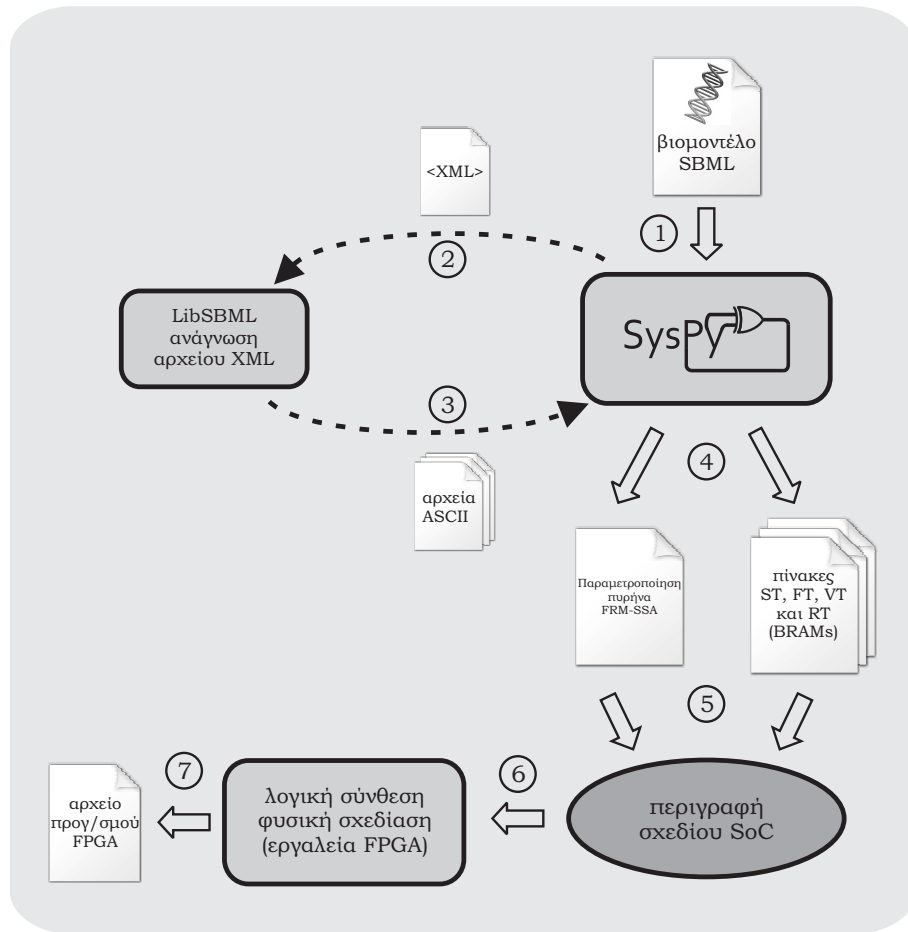 βιομοντέλο
SBML
<XML>
1
2
LibSBML
ανάγνωση
αρχείου XML
SysPy
3
αρχεία
ASCII
4
Παραμετροποίηση
πυρήνα
FRM-SSA
πίνακες
ST, FT, VT
και RT
(BRAMs)
5
περιγραφή
σχεδίου SoC
6
λογική σύνθεση
φυσική σχεδίαση
(εργαλεία FPGA)
7
αρχείο
προγ/σμού
FPGA